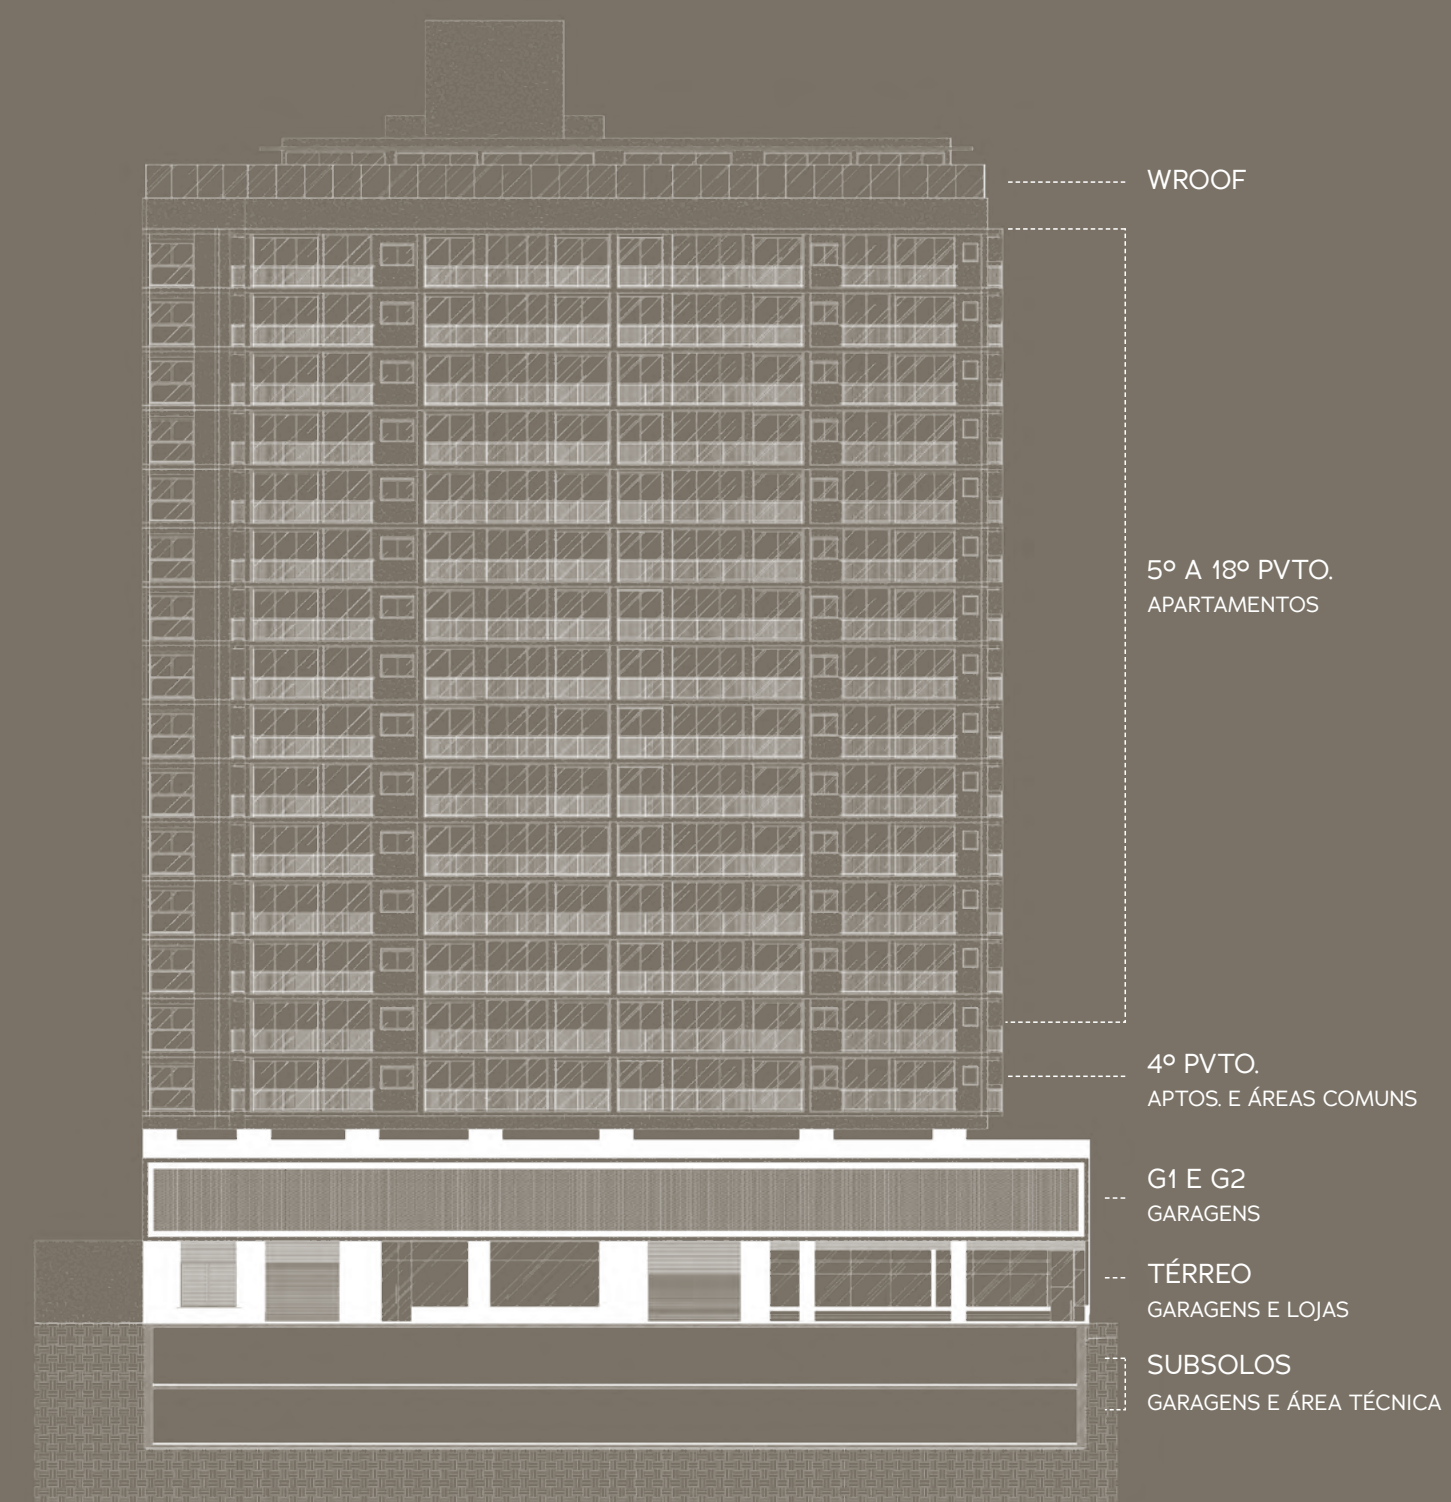 WROOF
5º A 18º PVTO.
APARTAMENTOS
4º PVTO.
APTOS. E ÁREAS COMUNS
G1 E G2
GARAGENS
TÉRREO
GARAGENS E LOJAS
SUBSOLOS
GARAGENS E ÁREA TÉCNICA